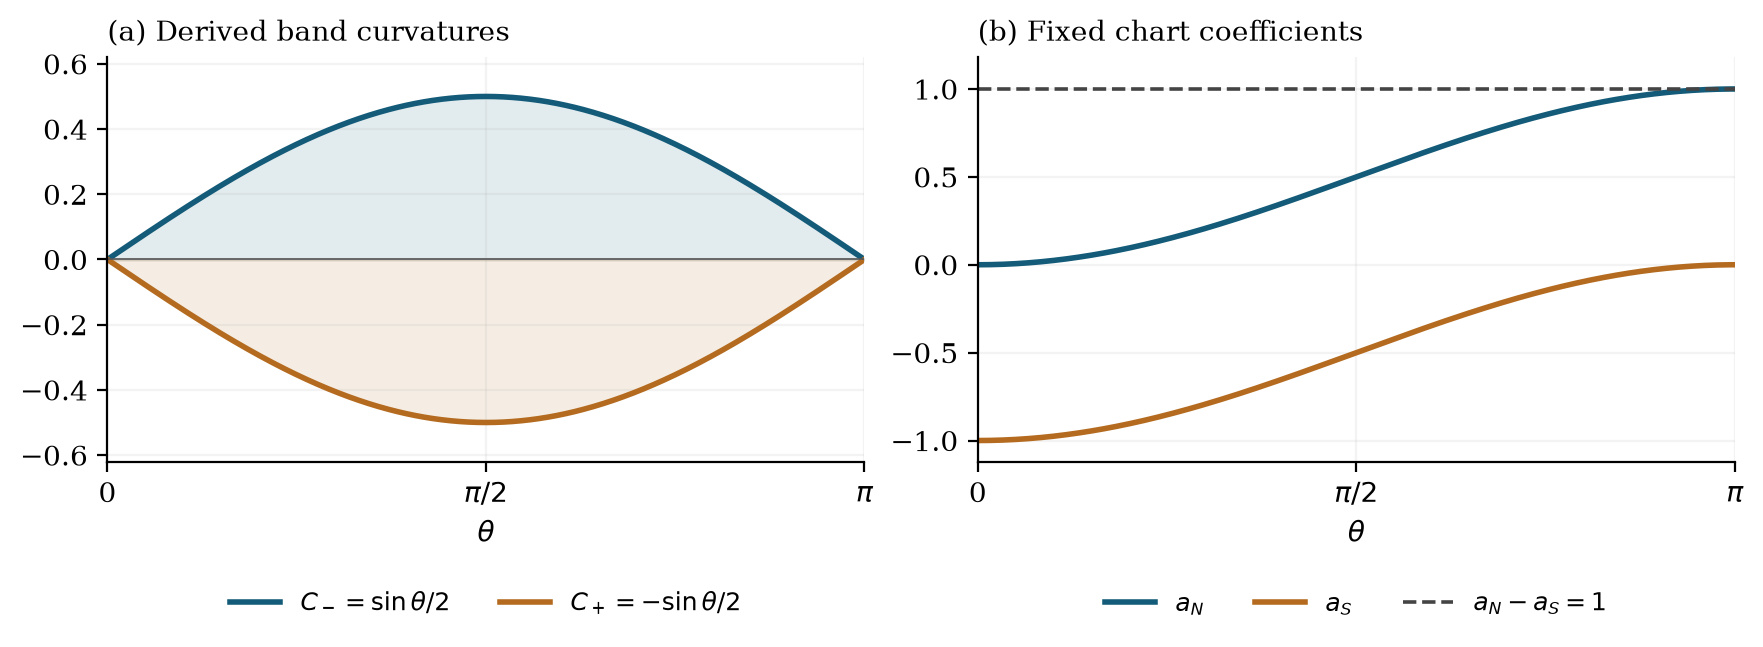 (a) Derived band curvatures
0.6
0.4
0.2
0.0
−0.2
−0.4
−0.6
0 π/2 π
θ
C₋ = sin θ/2 C₊ = −sin θ/2
(b) Fixed chart coefficients
1.0
0.5
0.0
−0.5
−1.0
0 π/2 π
θ
a_N a_S a_N − a_S = 1